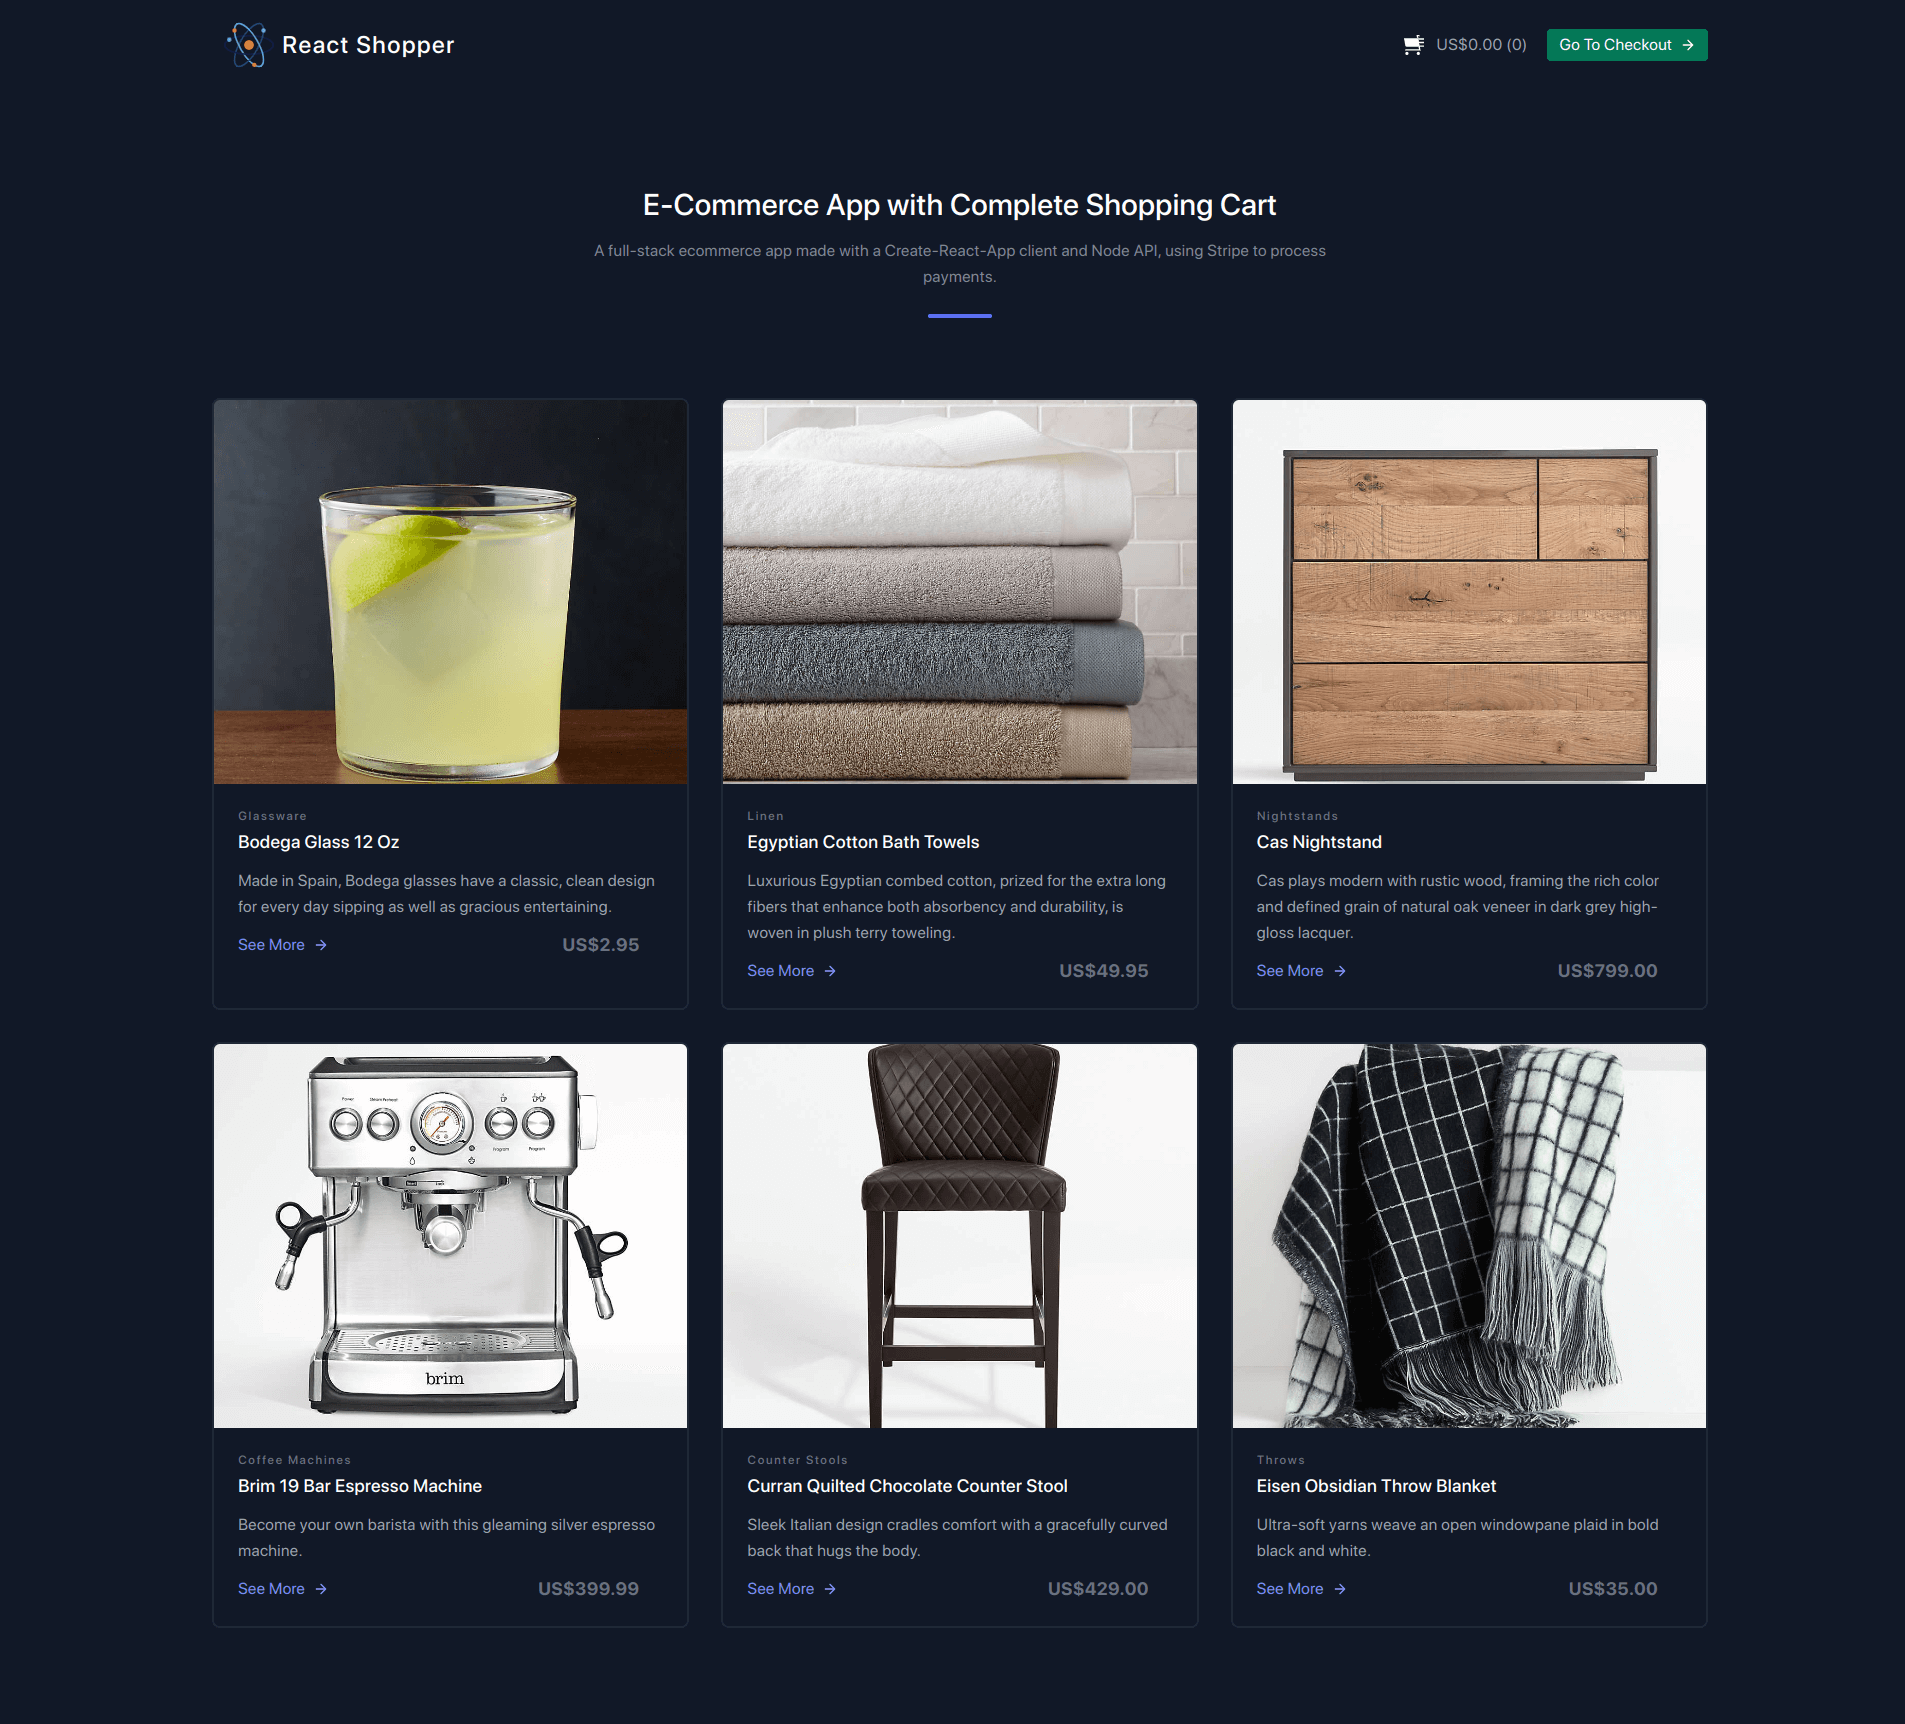 React Shopper
US$0.00 (0)
Go To Checkout
E-Commerce App with Complete Shopping Cart
A full-stack ecommerce app made with a Create-React-App client and Node API, using Stripe to process
payments.
Glassware
Bodega Glass 12 Oz
Made in Spain, Bodega glasses have a classic, clean design
for every day sipping as well as gracious entertaining.
See More
US$2.95
Linen
Egyptian Cotton Bath Towels
Luxurious Egyptian combed cotton, prized for the extra long
fibers that enhance both absorbency and durability, is
woven in plush terry toweling.
See More
US$49.95
Nightstands
Cas Nightstand
Cas plays modern with rustic wood, framing the rich color
and defined grain of natural oak veneer in dark grey high-
gloss lacquer.
See More
US$799.00
Power
Steam Preheat
Program
Program
brim
Coffee Machines
Brim 19 Bar Espresso Machine
Become your own barista with this gleaming silver espresso
machine.
See More
US$399.99
Counter Stools
Curran Quilted Chocolate Counter Stool
Sleek Italian design cradles comfort with a gracefully curved
back that hugs the body.
See More
US$429.00
Throws
Eisen Obsidian Throw Blanket
Ultra-soft yarns weave an open windowpane plaid in bold
black and white.
See More
US$35.00